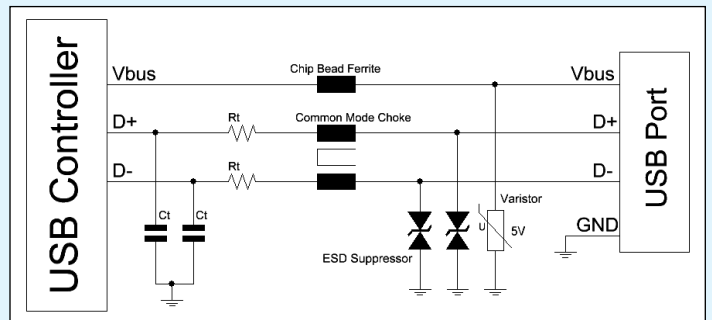 USB Controller
Vbus
Chip Bead Ferrite
Vbus
D+
Rt
Common Mode Choke
D+
D-
Rt
D-
USB Port
Ct
Ct
Varistor
U
5V
GND
ESD Suppressor